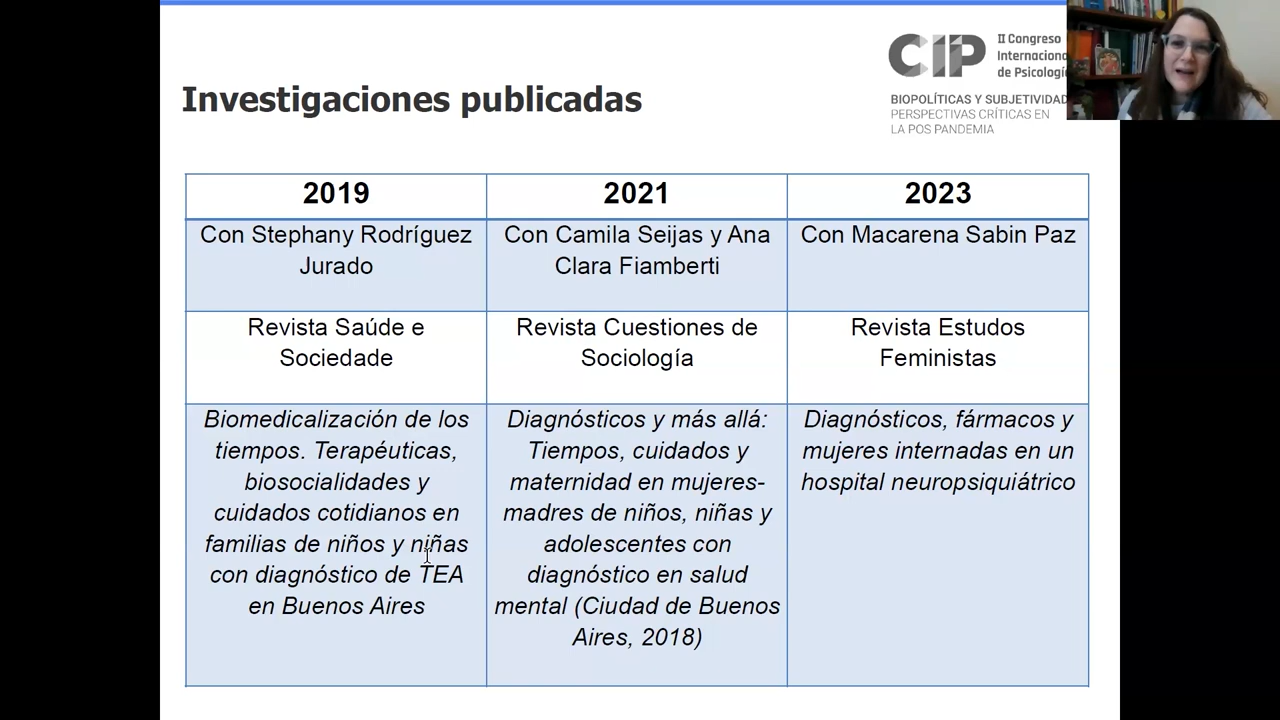 Investigaciones publicadas
CIP
II Congreso
Internaciona
de Psicologí
BIOPOLÍTICAS Y SUBJETIVIDAD
PERSPECTIVAS CRÍTICAS EN
LA POS PANDEMIA
2019
2021
2023
Con Stephany Rodríguez
Jurado
Con Camila Seijas y Ana
Clara Fiamberti
Con Macarena Sabin Paz
Revista Saúde e
Sociedade
Revista Cuestiones de
Sociología
Revista Estudos
Feministas
Biomedicalización de los
tiempos. Terapéuticas,
biosocialidades y
cuidados cotidianos en
familias de niños y niñas
con diagnóstico de TEA
en Buenos Aires
Diagnósticos y más allá:
Tiempos, cuidados y
maternidad en mujeres-
madres de niños, niñas y
adolescentes con
diagnóstico en salud
mental (Ciudad de Buenos
Aires, 2018)
Diagnósticos, fármacos y
mujeres internadas en un
hospital neuropsiquiátrico